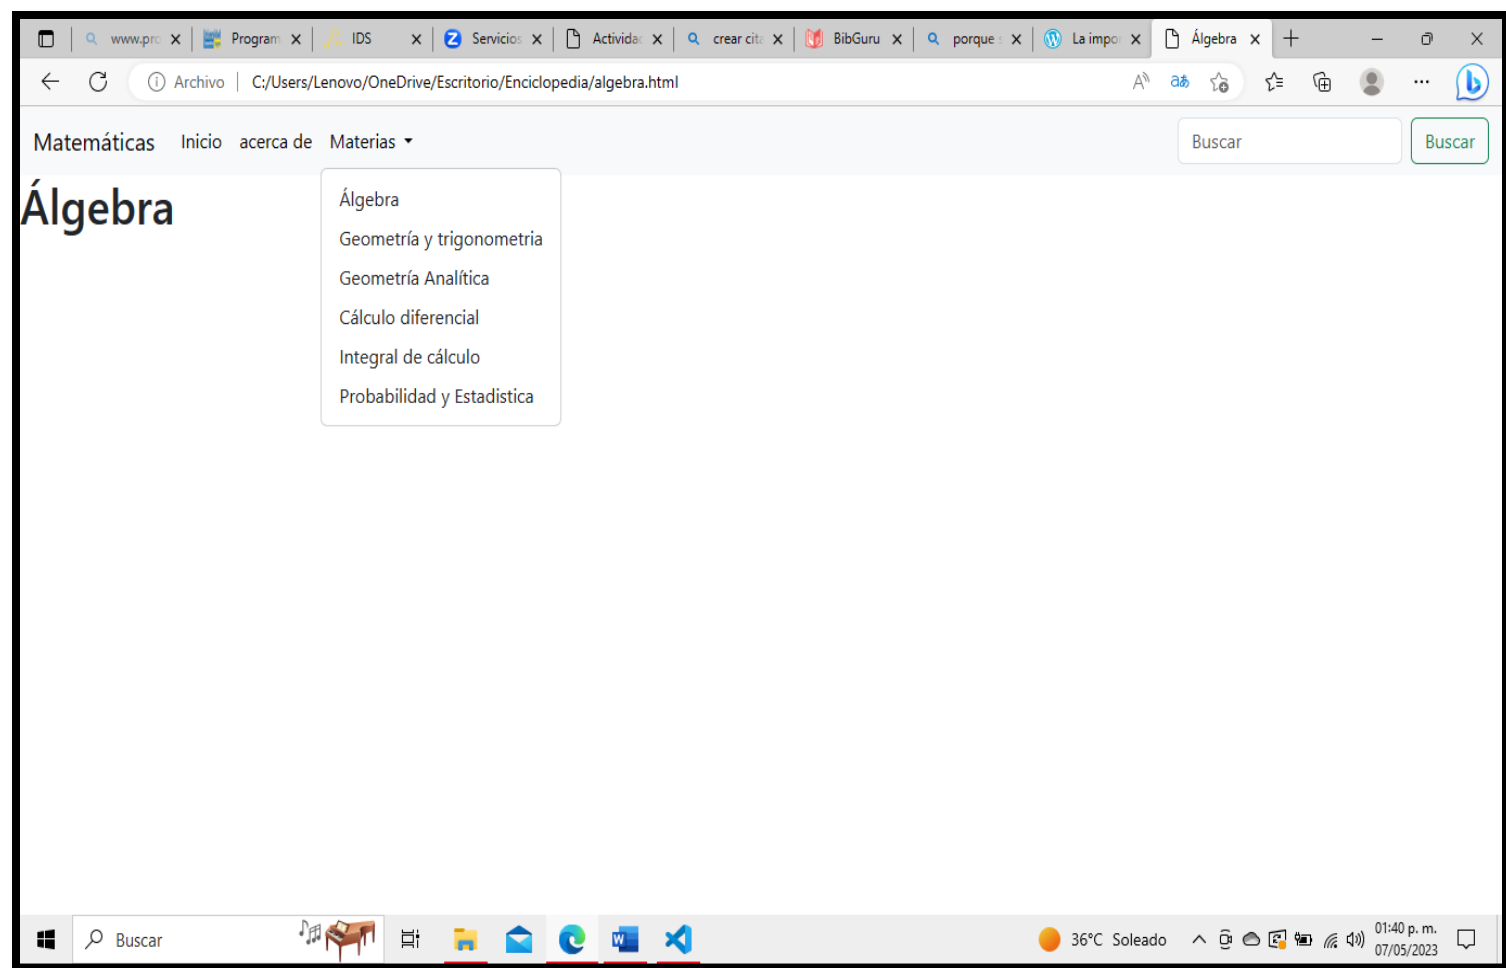 www.pro Program IDS Servicios Actividad crear cita BibGuru porque s La impor Álgebra
Archivo C:/Users/Lenovo/OneDrive/Escritorio/Enciclopedia/algebra.html
Matemáticas Inicio acerca de Materias Buscar Buscar
Álgebra
Álgebra
Geometría y trigonometria
Geometría Analítica
Cálculo diferencial
Integral de cálculo
Probabilidad y Estadistica
Buscar 36°C Soleado 01:40 p. m.
07/05/2023